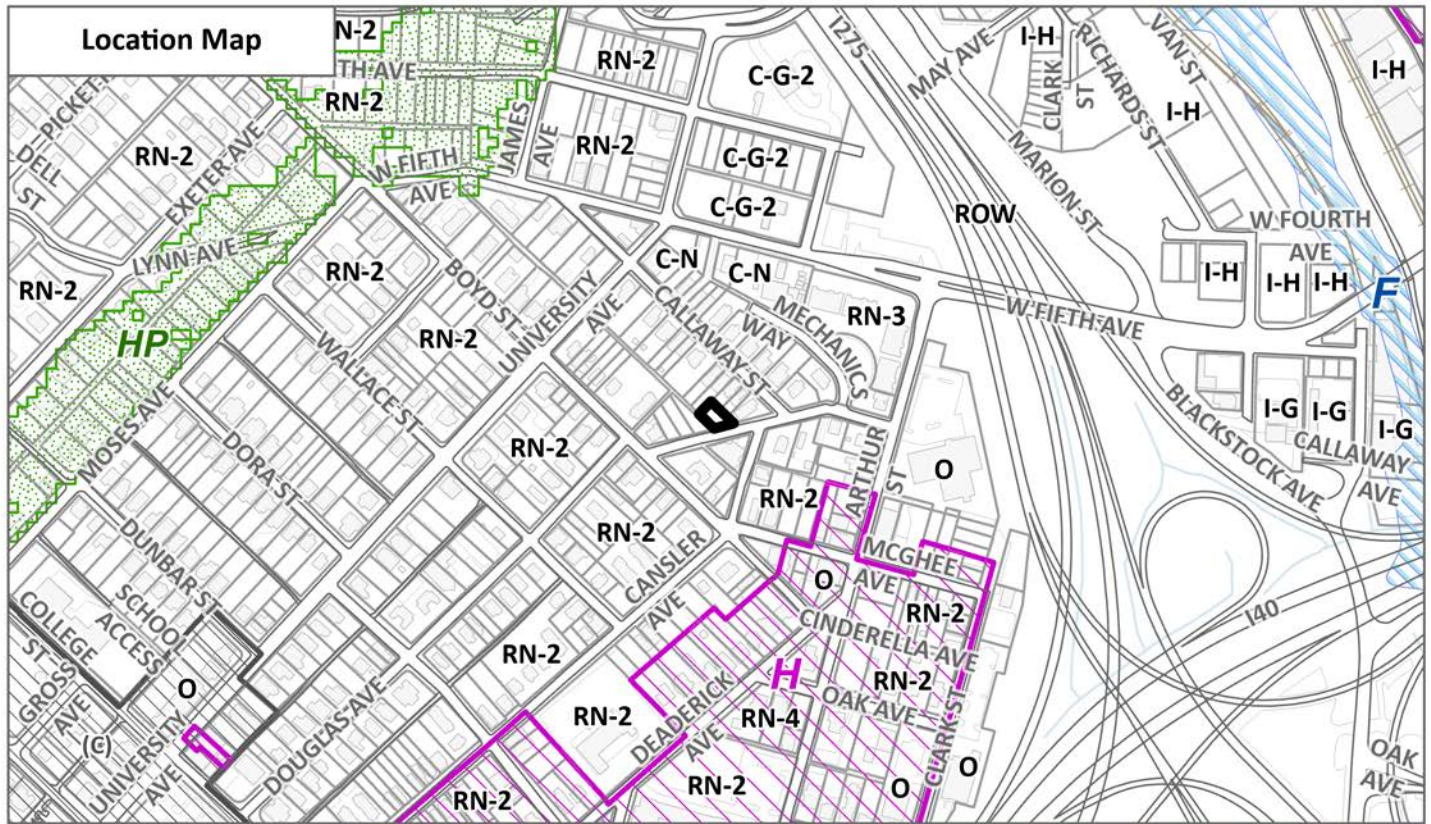 Location Map
N-2
TH AVE
RN-2
RN-2
C-G-2
I275
MAY AVE
I-H
CLARK
ST
RICHARDS ST
VAN ST
I-H
I-H
DELL
ST
RN-2
EXETER AVE
W FIFTH
AVE
JAMES
AVE
RN-2
C-G-2
C-G-2
MARION ST
ROW
W FOURTH
AVE
LYNN AVE
RN-2
RN-2
HP
BOYD ST
UNIVERSITY
AVE
C-N
C-N
CALLAWAY ST
MECHANICS
WAY
RN-3
W FIFTH AVE
I-H
I-H
I-H
F
RN-2
WALLACE ST
MOSES AVE
DORA ST
RN-2
BLACKSTOCK AVE
I-G
I-G
I-G
CALLAWAY
AVE
RN-2
ARTHUR
ST
O
DUNBAR ST
SCHOOL
ACCESS
COLLEGE
ST
GROSS
AVE
RN-2
CANSLER
AVE
MCGHEE
AVE
O
RN-2
CINDERELLA AVE
I40
RN-2
O
H
RN-2
OAK AVE
RN-2
RN-4
DEADERICK
AVE
DOUGLAS AVE
(C)
UNIVERSITY
AVE
RN-2
RN-2
O
O
CLARK ST
OAK
AVE